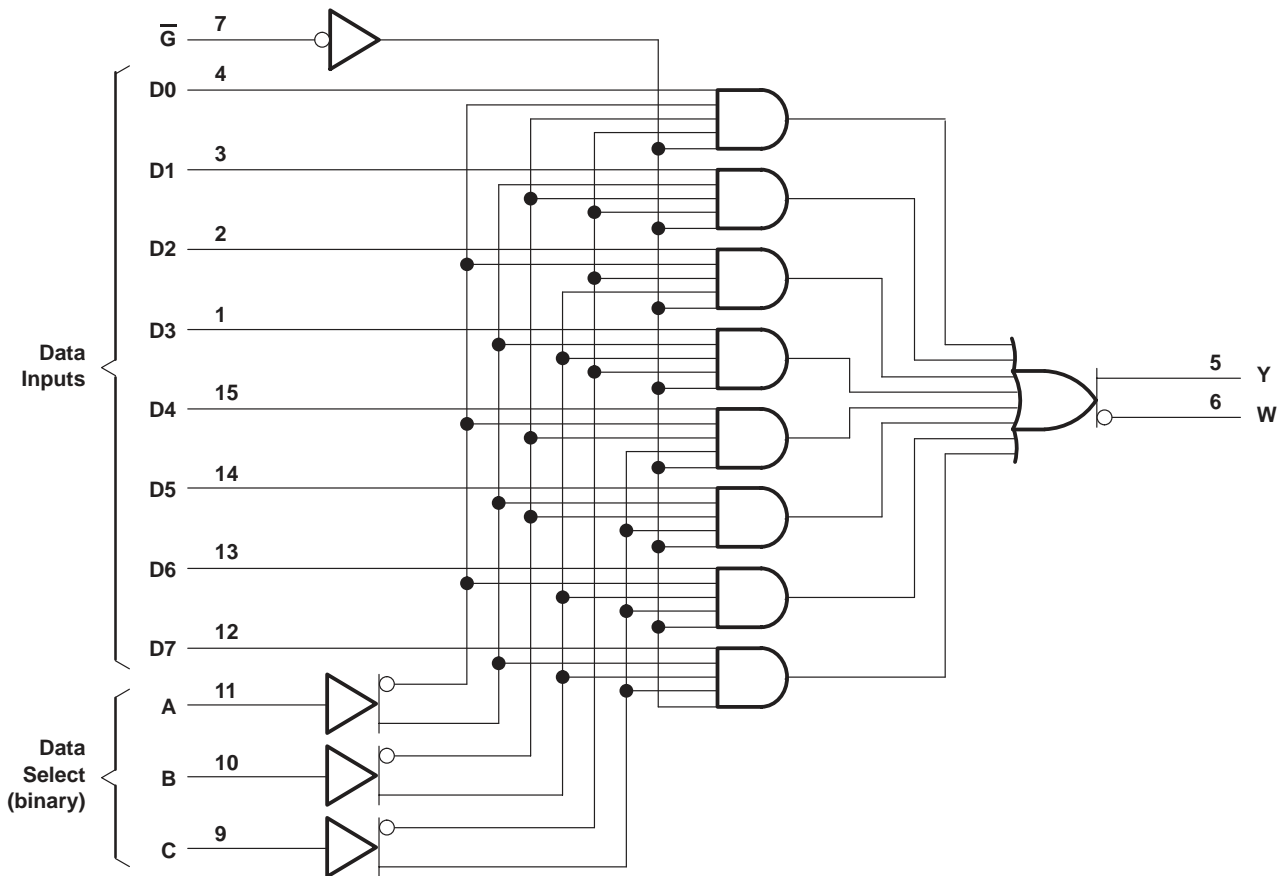 G̅ 7
D0 4
D1 3
D2 2
D3 1
Data
Inputs
D4 15
D5 14
D6 13
D7 12
A 11
Data
Select
(binary)
B 10
C 9
5 Y
6 W